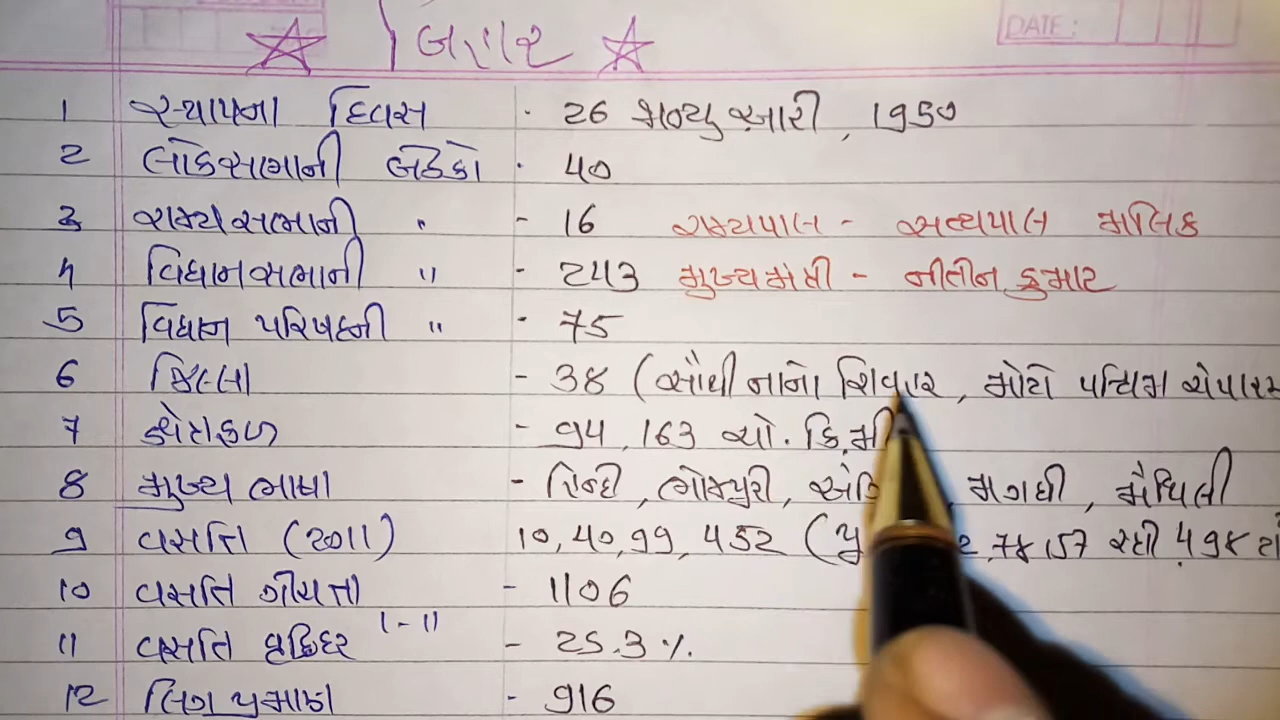 બિહાર
DATE :
1 સ્થાપના દિવસ · 26 જાન્યુઆરી, 1950
2 લોકસભાની બેઠકો · 40
3 રાજ્યસભાની " - 16 રાજ્યપાલ - સત્યપાલ મલિક
4 વિધાનસભાની " - 243 મુખ્યમંત્રી - નીતીન કુમાર
5 વિધાન પરિષદની " - 75
6 જિલ્લા - 38 (સૌથી નાનો શિવહર, મોટો પશ્ચિમ ચંપારણ
7 ક્ષેત્રફળ - 94,163 ચો. કિ.મી
8 મુખ્ય ભાષા - હિન્દી, ભોજપુરી, મગધી, મૈથિલી
9 વસતિ (2011) 10,40,99,452
10 વસતિ ગીચતા - 1106
11 વસતિ વૃદ્ધિદર 1-11 - 25.3 %
12 લિંગ પ્રમાણ - 916